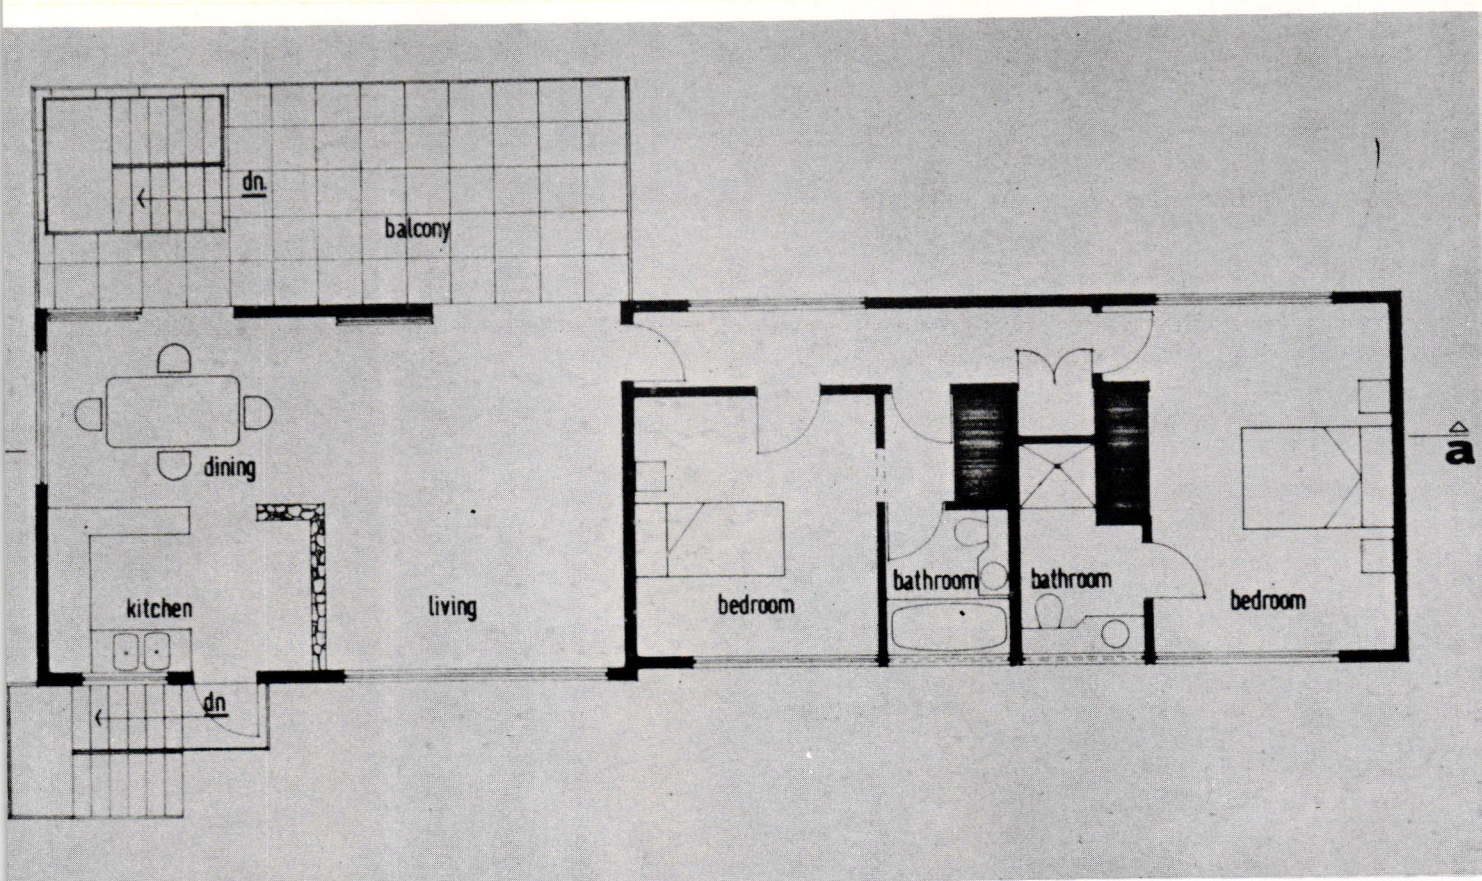 dn.
balcony
dining
a
kitchen
living
bedroom
bathroom
bathroom
bedroom
dn